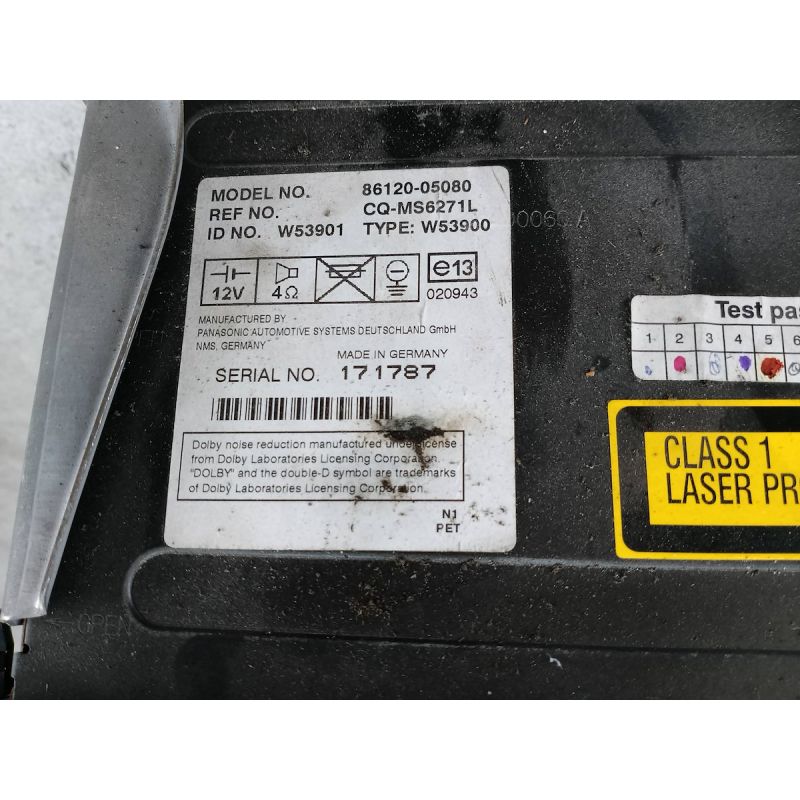 MODEL NO. 86120-05080
REF NO. CQ-MS6271L
ID NO. W53901 TYPE: W53900
12V 4Ω e13
020943
MANUFACTURED BY
PANASONIC AUTOMOTIVE SYSTEMS DEUTSCHLAND GmbH
NMS, GERMANY
MADE IN GERMANY
SERIAL NO. 171787
Dolby noise reduction manufactured under license
from Dolby Laboratories Licensing Corporation.
"DOLBY" and the double-D symbol are trademarks
of Dolby Laboratories Licensing Corporation.
N1
PET
Test pas
1 2 3 4 5 6
CLASS 1
LASER PR
OPEN